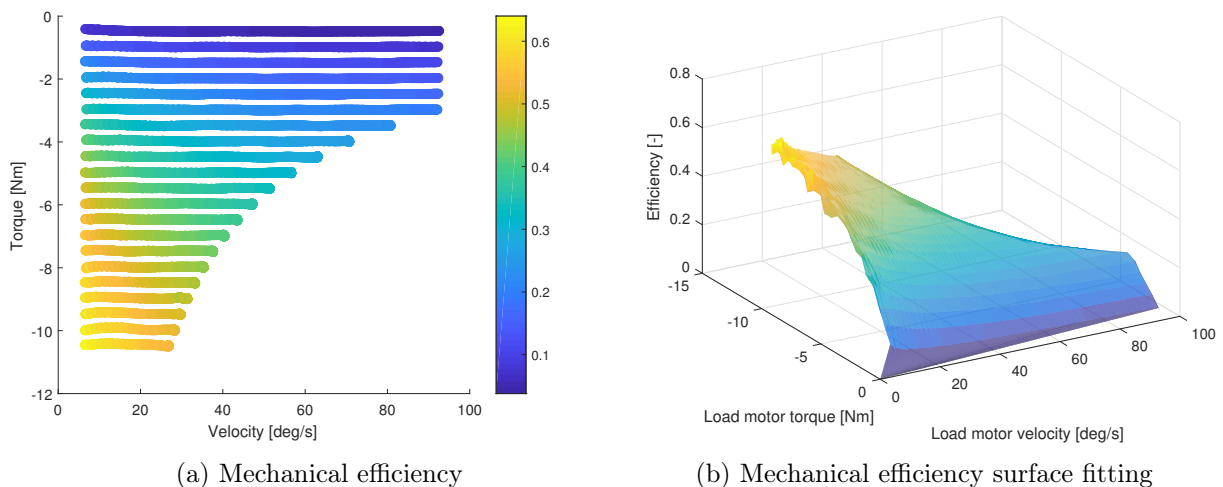 0
-2
-4
-6
-8
-10
-12
Torque [Nm]
0 20 40 60 80 100
Velocity [deg/s]
0.6
0.5
0.4
0.3
0.2
0.1
(a) Mechanical efficiency
0.8
0.6
0.4
0.2
0
Efficiency [-]
-15
-10
-5
0
Load motor torque [Nm]
0 20 40 60 80 100
Load motor velocity [deg/s]
(b) Mechanical efficiency surface fitting